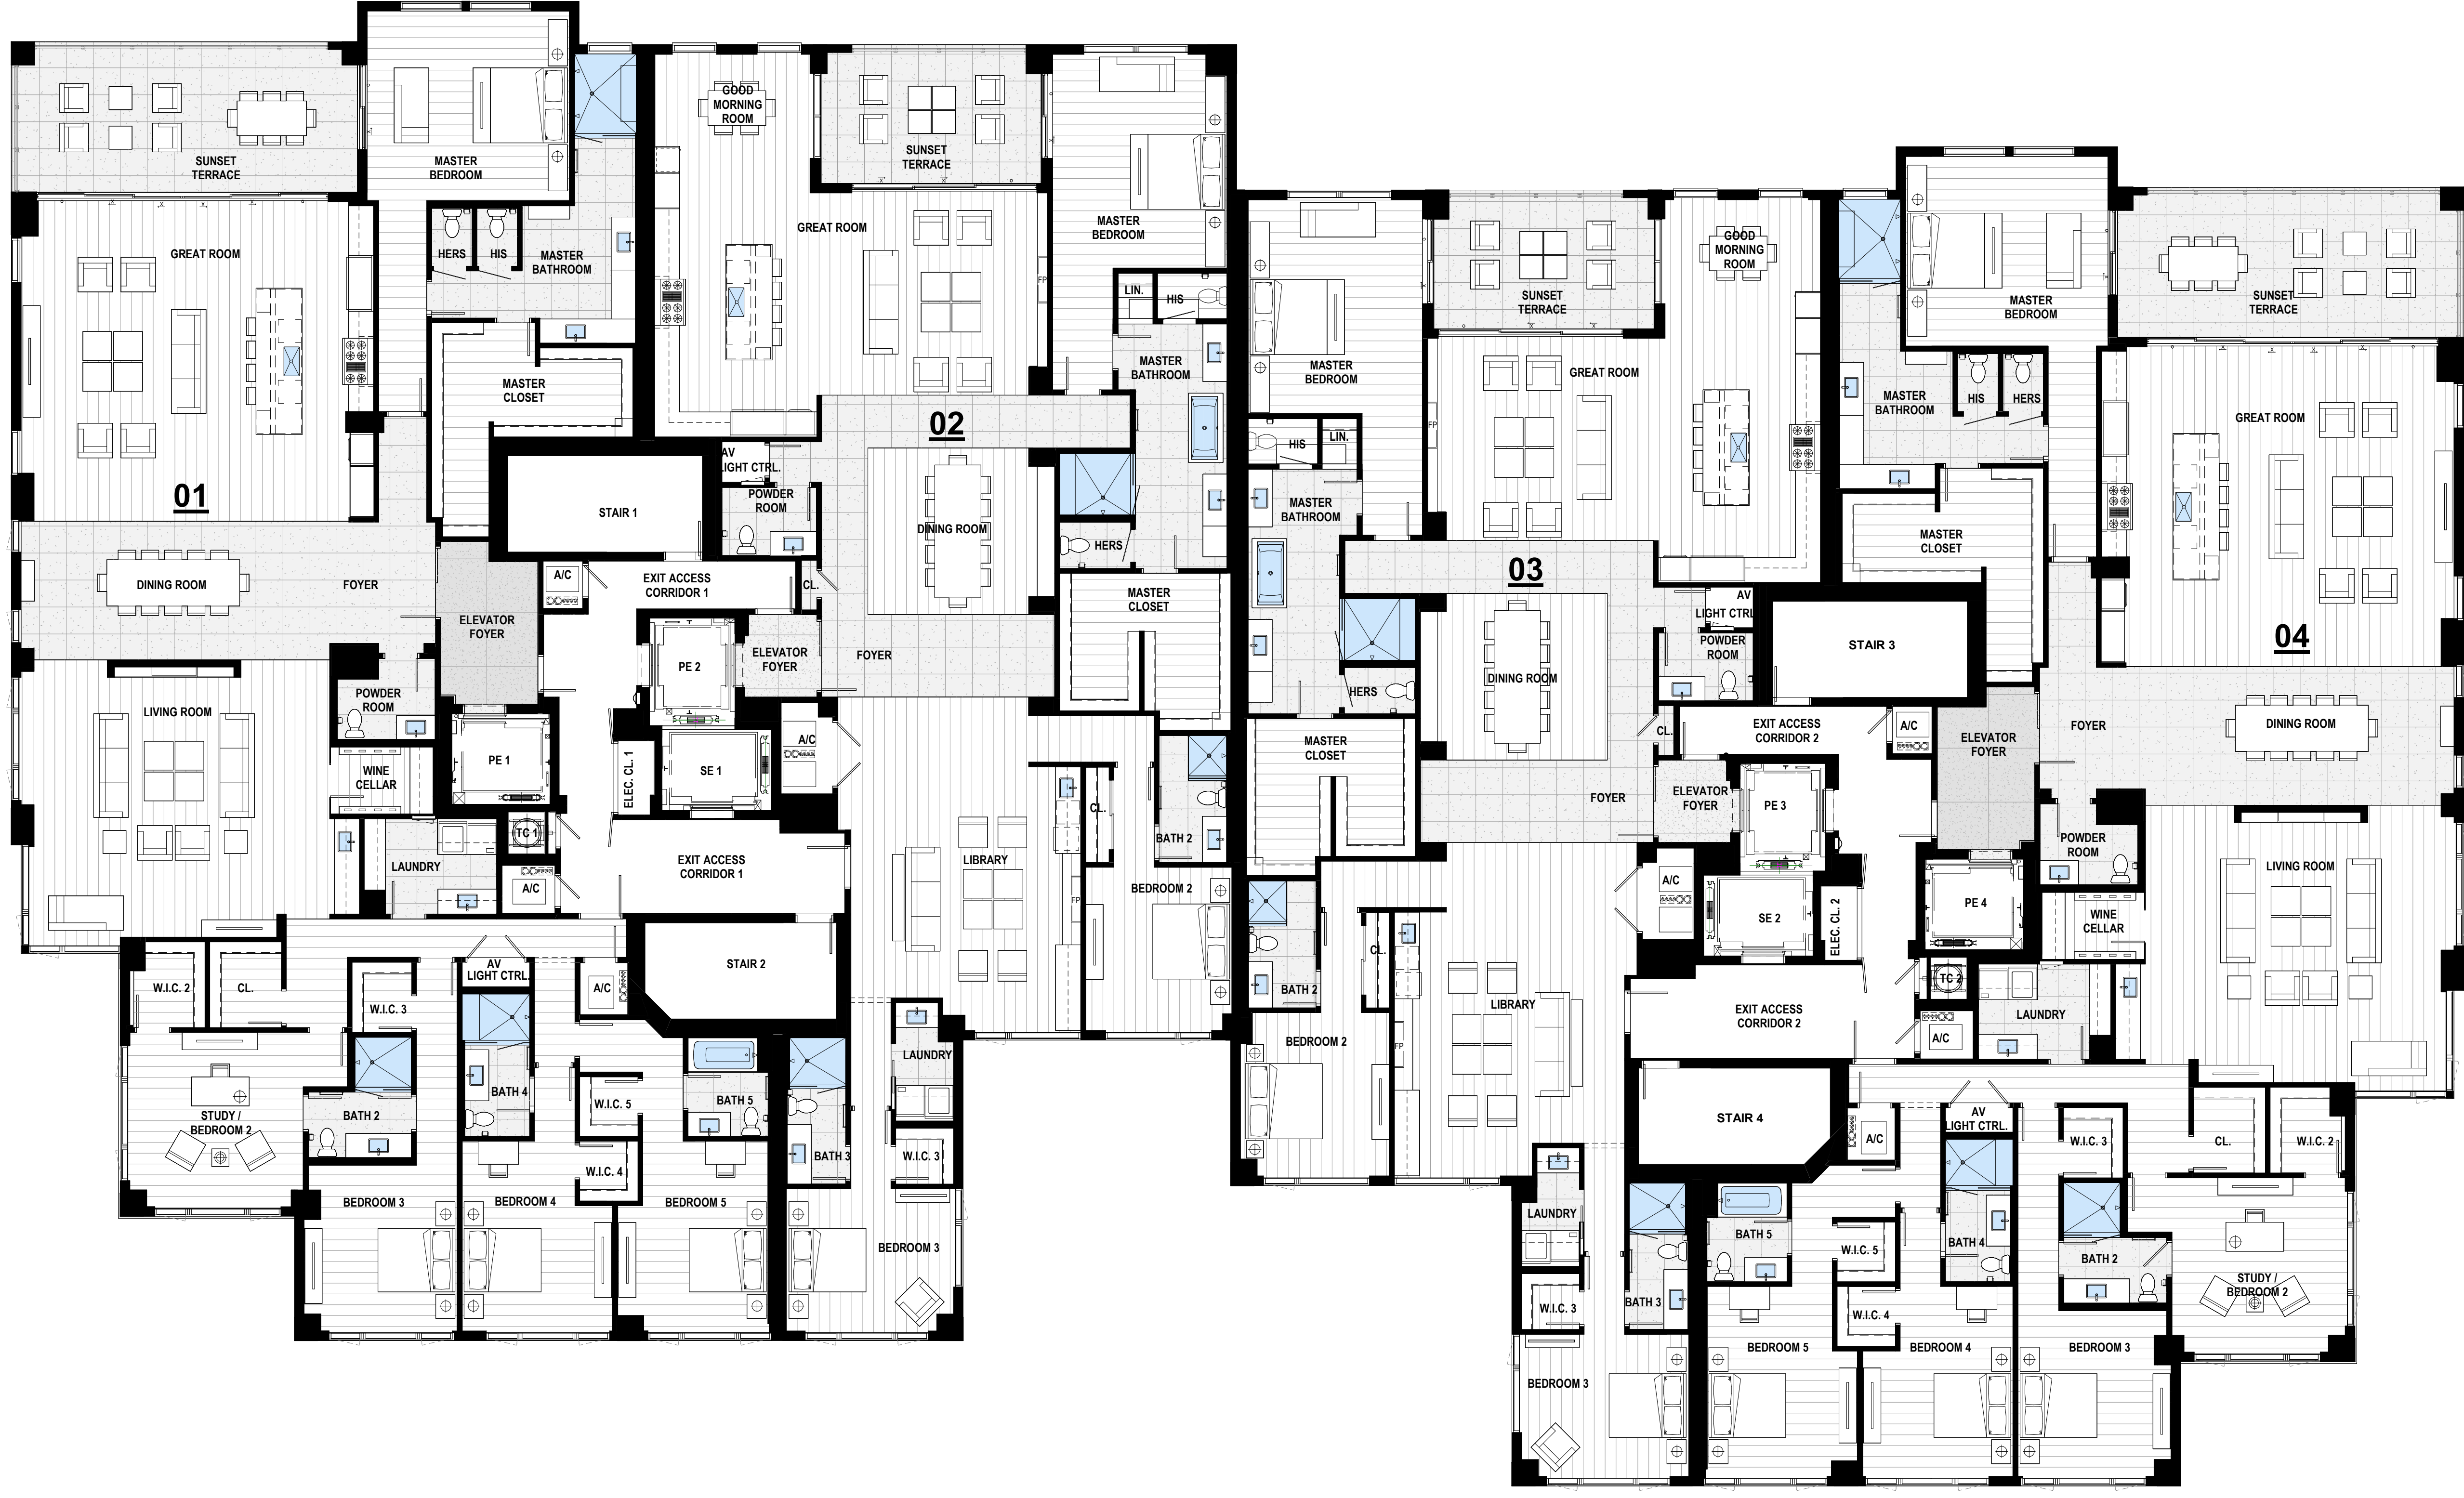 SUNSET
TERRACE
MASTER
BEDROOM
GREAT ROOM
HERS
HIS
MASTER
BATHROOM
MASTER
CLOSET
01
DINING ROOM
FOYER
ELEVATOR
FOYER
LIVING ROOM
POWDER
ROOM
WINE
CELLAR
LAUNDRY
PE 1
TC 1
A/C
A/C
STAIR 1
EXIT ACCESS
CORRIDOR 1
PE 2
ELEC. CL. 1
SE 1
EXIT ACCESS
CORRIDOR 1
STAIR 2
W.I.C. 2
CL.
W.I.C. 3
AV
LIGHT CTRL.
A/C
STUDY /
BEDROOM 2
BATH 2
BATH 4
W.I.C. 5
BATH 5
W.I.C. 4
BEDROOM 3
BEDROOM 4
BEDROOM 5
GOOD
MORNING
ROOM
SUNSET
TERRACE
GREAT ROOM
FP
MASTER
BEDROOM
LIN.
HIS
MASTER
BATHROOM
02
AV
LIGHT CTRL.
POWDER
ROOM
DINING ROOM
HERS
CL.
MASTER
CLOSET
ELEVATOR
FOYER
FOYER
A/C
CL.
BATH 2
LIBRARY
FP
BEDROOM 2
LAUNDRY
BATH 3
W.I.C. 3
BEDROOM 3
MASTER
BEDROOM
SUNSET
TERRACE
GOOD
MORNING
ROOM
GREAT ROOM
FP
HIS
LIN.
MASTER
BATHROOM
03
AV
LIGHT CTRL.
POWDER
ROOM
DINING ROOM
HERS
CL.
MASTER
CLOSET
FOYER
ELEVATOR
FOYER
A/C
CL.
BATH 2
LIBRARY
FP
BEDROOM 2
LAUNDRY
BATH 3
W.I.C. 3
BEDROOM 3
STAIR 3
EXIT ACCESS
CORRIDOR 2
A/C
PE 3
SE 2
ELEC. CL. 2
EXIT ACCESS
CORRIDOR 2
STAIR 4
MASTER
BEDROOM
SUNSET
TERRACE
MASTER
BATHROOM
HIS
HERS
GREAT ROOM
MASTER
CLOSET
04
ELEVATOR
FOYER
FOYER
DINING ROOM
POWDER
ROOM
LIVING ROOM
PE 4
WINE
CELLAR
TC 2
LAUNDRY
A/C
A/C
AV
LIGHT CTRL.
W.I.C. 3
CL.
W.I.C. 2
BATH 5
W.I.C. 5
BATH 4
BATH 2
STUDY /
BEDROOM 2
W.I.C. 4
BEDROOM 5
BEDROOM 4
BEDROOM 3